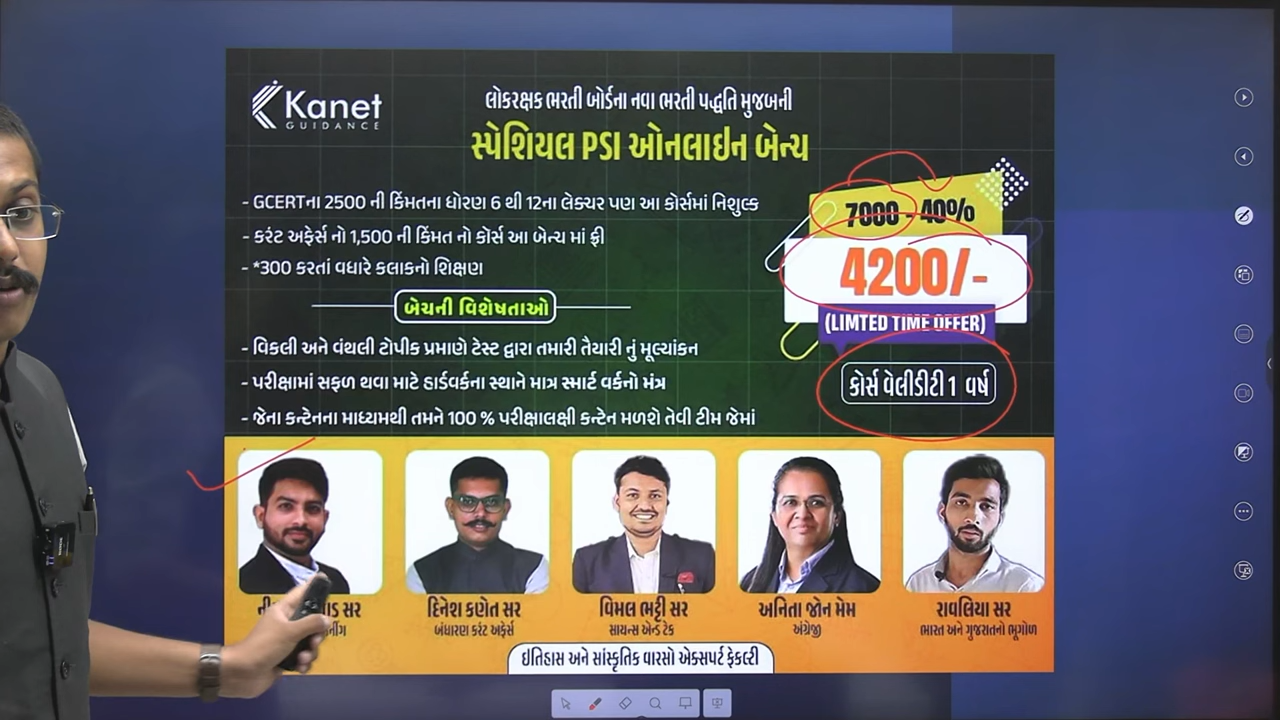 Kanet
GUIDANCE
લોકરક્ષક ભરતી બોર્ડના નવા ભરતી પદ્ધતિ મુજબની
સ્પેશિયલ PSI ઓનલાઇન બેન્ચ
- GCERTના 2500 ની કિંમતના ધોરણ 6 થી 12ના લેક્ચર પણ આ કોર્સમાં નિશુલ્ક
- કરંટ અફેર્સ નો 1,500 ની કિંમત નો કોર્સ આ બેન્ચ માં ફ્રી
- *300 કરતાં વધારે કલાકનો શિક્ષણ
7000 - 40%
4200/-
(LIMTED TIME OFFER)
કોર્સ વેલીડીટી 1 વર્ષ
બેચની વિશેષતાઓ
- વિકલી અને વંથલી ટોપીક પ્રમાણે ટેસ્ટ દ્વારા તમારી તૈયારી નું મૂલ્યાંકન
- પરીક્ષામાં સફળ થવા માટે હાર્ડવર્કના સ્થાને માત્ર સ્માર્ટ વર્કનો મંત્ર
- જેના કન્ટેનના માધ્યમથી તમને 100 % પરીક્ષાલક્ષી કન્ટેન મળશે તેવી ટીમ જેમાં
સર
દિનેશ કણેત સર
બંધારણ કરંટ અફેર્સ
વિમલ ભટ્ટી સર
સાયન્સ એન્ડ ટેક
અનિતા જોન મેમ
અંગ્રેજી
રાવલિયા સર
ભારત અને ગુજરાતનો ભૂગોળ
ઇતિહાસ અને સાંસ્કૃતિક વારસો એક્સપર્ટ ફેકલ્ટી